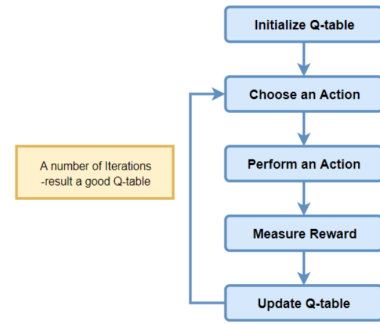 Initialize Q-table
Choose an Action
A number of Iterations
-result a good Q-table
Perform an Action
Measure Reward
Update Q-table